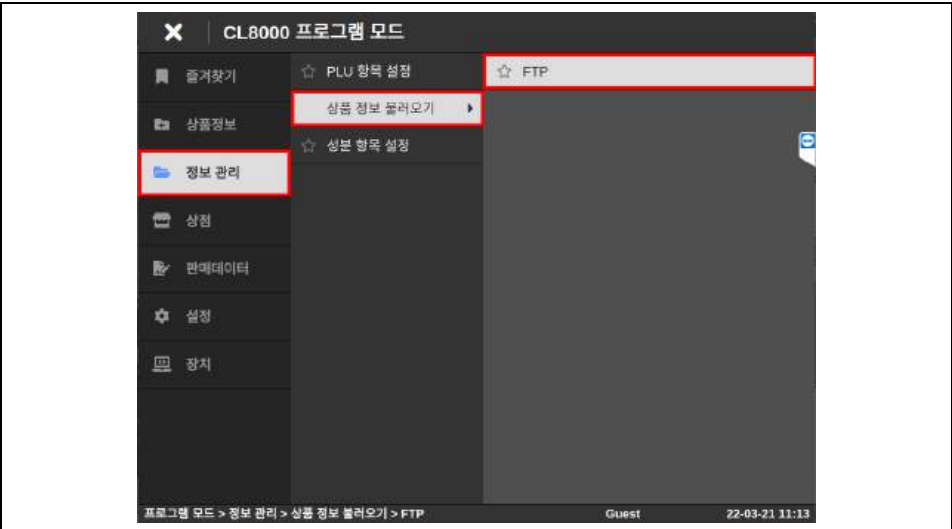 CL8000 프로그램 모드
즐겨찾기
상품정보
정보 관리
상점
판매데이터
설정
장치
PLU 항목 설정
상품 정보 불러오기
성분 항목 설정
FTP
프로그램 모드 > 정보 관리 > 상품 정보 불러오기 > FTP
Guest
22-03-21 11:13